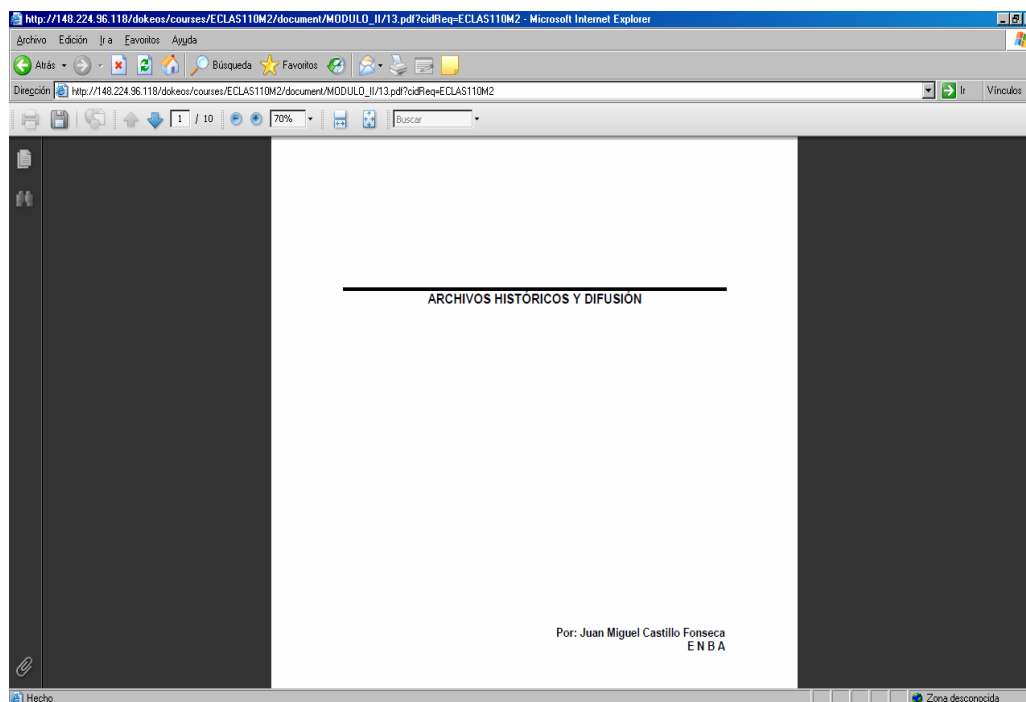 http://148.224.96.118/dokeos/courses/ECLAS110M2/document/MODULO_II/13.pdf?cidReq=ECLAS110M2 - Microsoft Internet Explorer
Archivo Edición Ir a Favoritos Ayuda
Atrás Búsqueda Favoritos
Dirección http://148.224.96.118/dokeos/courses/ECLAS110M2/document/MODULO_II/13.pdf?cidReq=ECLAS110M2 Ir Vínculos
1 / 10 70% Buscar
ARCHIVOS HISTÓRICOS Y DIFUSIÓN
Por: Juan Miguel Castillo Fonseca
E N B A
Hecho Zona desconocida